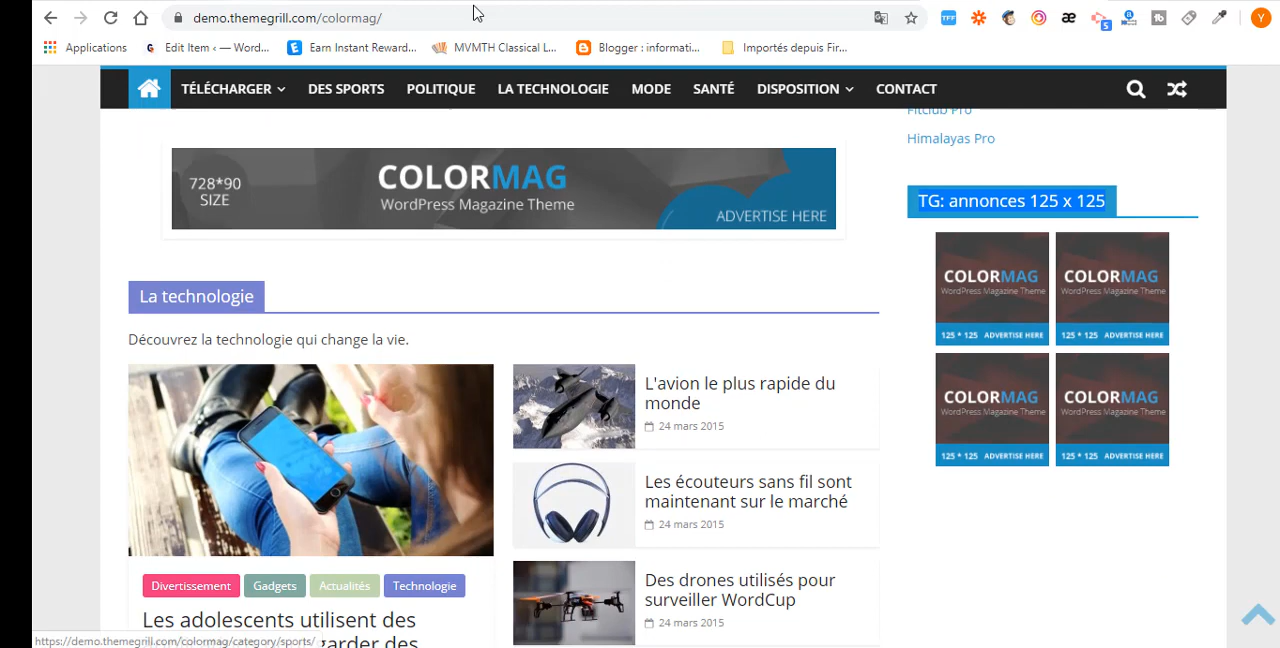 demo.themegrill.com/colormag/
Applications
Edit Item ‹ — Word...
Earn Instant Reward...
MVMTH Classical L...
Blogger : informati...
Importés depuis Fir...
TÉLÉCHARGER
DES SPORTS
POLITIQUE
LA TECHNOLOGIE
MODE
SANTÉ
DISPOSITION
CONTACT
Fitclub Pro
Himalayas Pro
728*90
SIZE
COLORMAG
WordPress Magazine Theme
ADVERTISE HERE
TG: annonces 125 x 125
COLORMAG
WordPress Magazine Theme
125 * 125 ADVERTISE HERE
COLORMAG
WordPress Magazine Theme
125 * 125 ADVERTISE HERE
COLORMAG
WordPress Magazine Theme
125 * 125 ADVERTISE HERE
COLORMAG
WordPress Magazine Theme
125 * 125 ADVERTISE HERE
La technologie
Découvrez la technologie qui change la vie.
L'avion le plus rapide du
monde
24 mars 2015
Les écouteurs sans fil sont
maintenant sur le marché
24 mars 2015
Des drones utilisés pour
surveiller WordCup
24 mars 2015
Divertissement
Gadgets
Actualités
Technologie
Les adolescents utilisent des
garder des
https://demo.themegrill.com/colormag/category/sports/